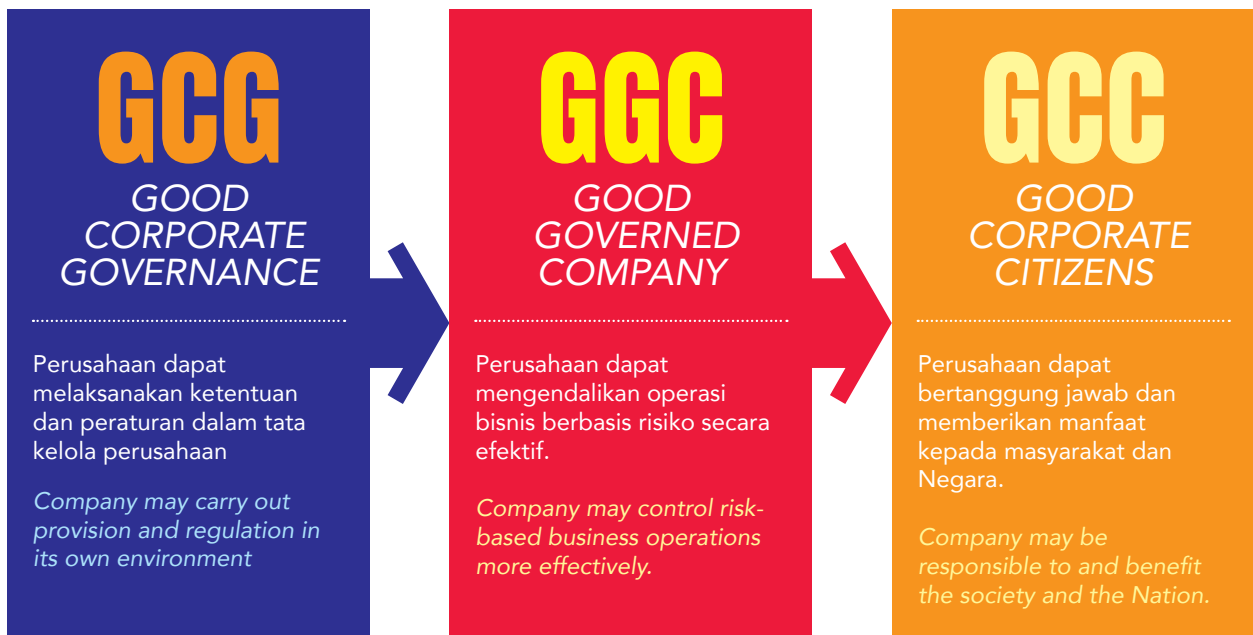 GCG
GOOD
CORPORATE
GOVERNANCE
Perusahaan dapat
melaksanakan ketentuan
dan peraturan dalam tata
kelola perusahaan
Company may carry out
provision and regulation in
its own environment
GGC
GOOD
GOVERNED
COMPANY
Perusahaan dapat
mengendalikan operasi
bisnis berbasis risiko secara
efektif.
Company may control risk-
based business operations
more effectively.
GCC
GOOD
CORPORATE
CITIZENS
Perusahaan dapat
bertanggung jawab dan
memberikan manfaat
kepada masyarakat dan
Negara.
Company may be
responsible to and benefit
the society and the Nation.